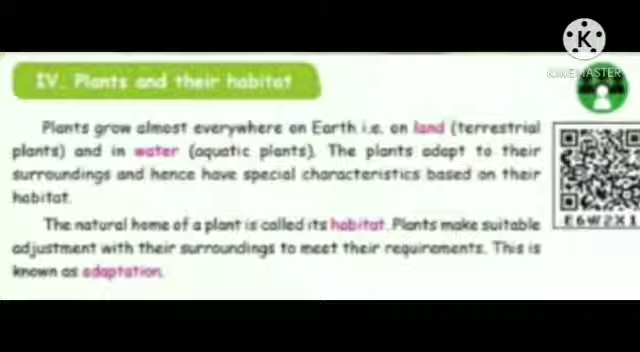 K
KINEMASTER
IV. Plants and their habitat
Plants grow almost everywhere on Earth i.e. on land (terrestrial
plants) and in water (aquatic plants). The plants adapt to their
surroundings and hence have special characteristics based on their
habitat.
E6W2X1
The natural home of a plant is called its habitat. Plants make suitable
adjustment with their surroundings to meet their requirements. This is
known as adaptation.